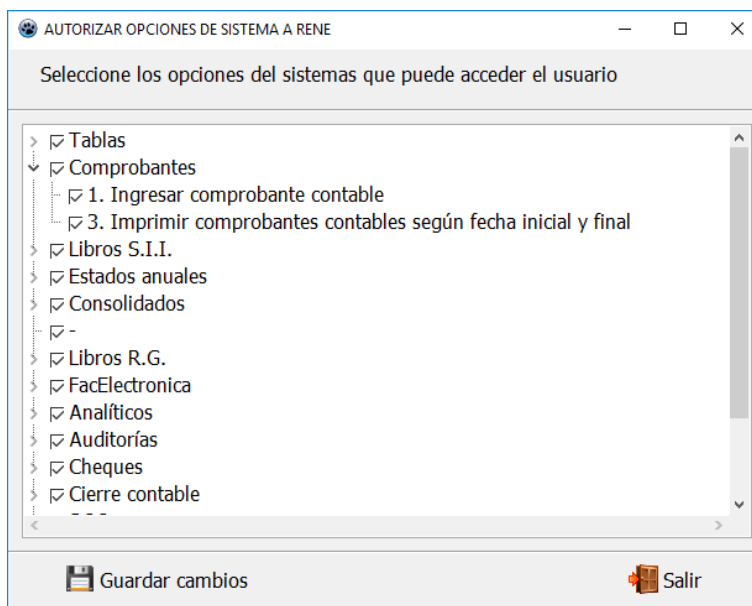 AUTORIZAR OPCIONES DE SISTEMA A RENE
Seleccione los opciones del sistemas que puede acceder el usuario
Tablas
Comprobantes
1. Ingresar comprobante contable
3. Imprimir comprobantes contables según fecha inicial y final
Libros S.I.I.
Estados anuales
Consolidados
-
Libros R.G.
FacElectronica
Analíticos
Auditorías
Cheques
Cierre contable
Guardar cambios
Salir